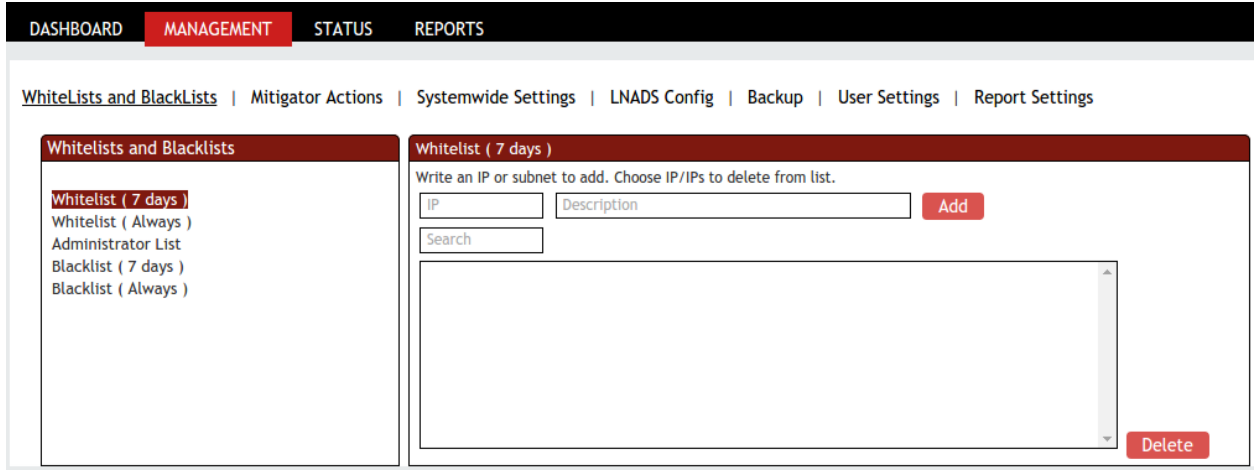 DASHBOARD MANAGEMENT STATUS REPORTS
WhiteLists and BlackLists | Mitigator Actions | Systemwide Settings | LNADS Config | Backup | User Settings | Report Settings
Whitelists and Blacklists
Whitelist ( 7 days )
Whitelist ( Always )
Administrator List
Blacklist ( 7 days )
Blacklist ( Always )
Whitelist ( 7 days )
Write an IP or subnet to add. Choose IP/IPs to delete from list.
IP Description Add
Search
Delete